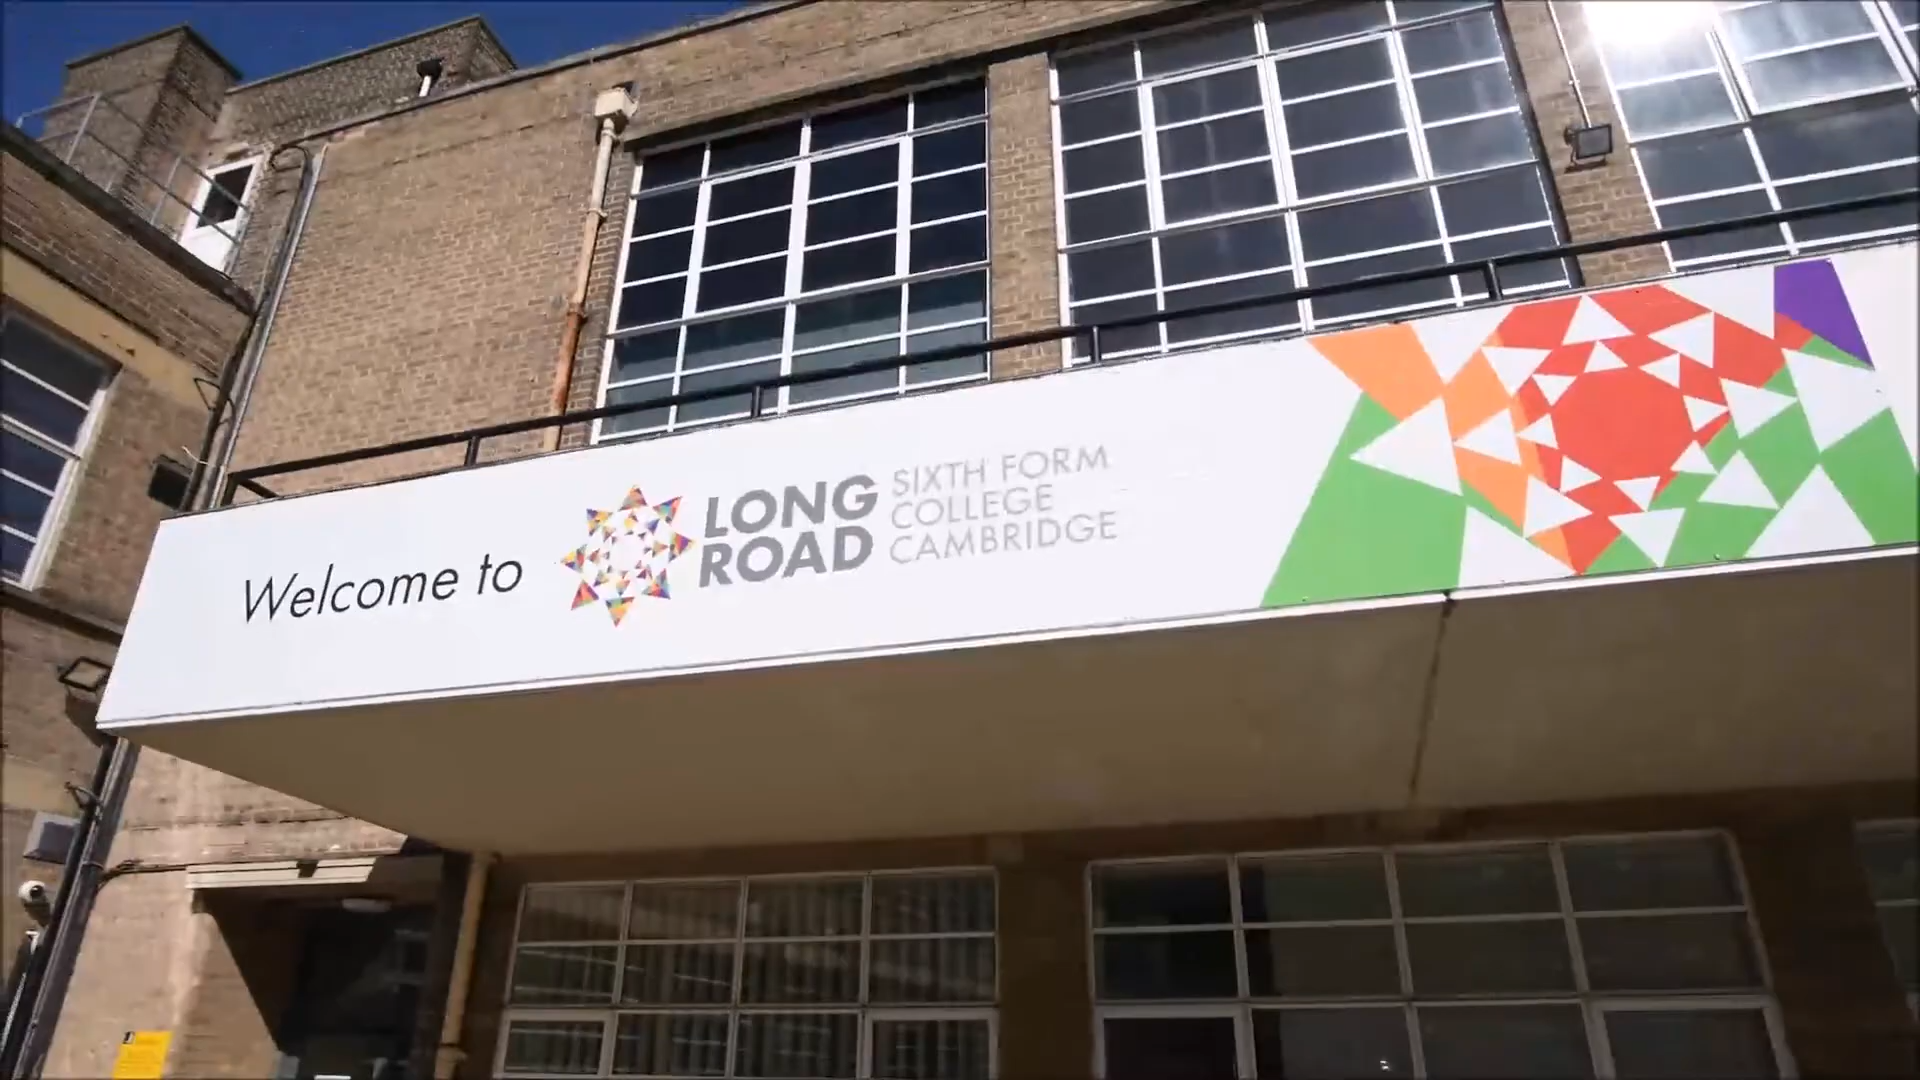 Welcome to
LONG
ROAD
SIXTH FORM
COLLEGE
CAMBRIDGE